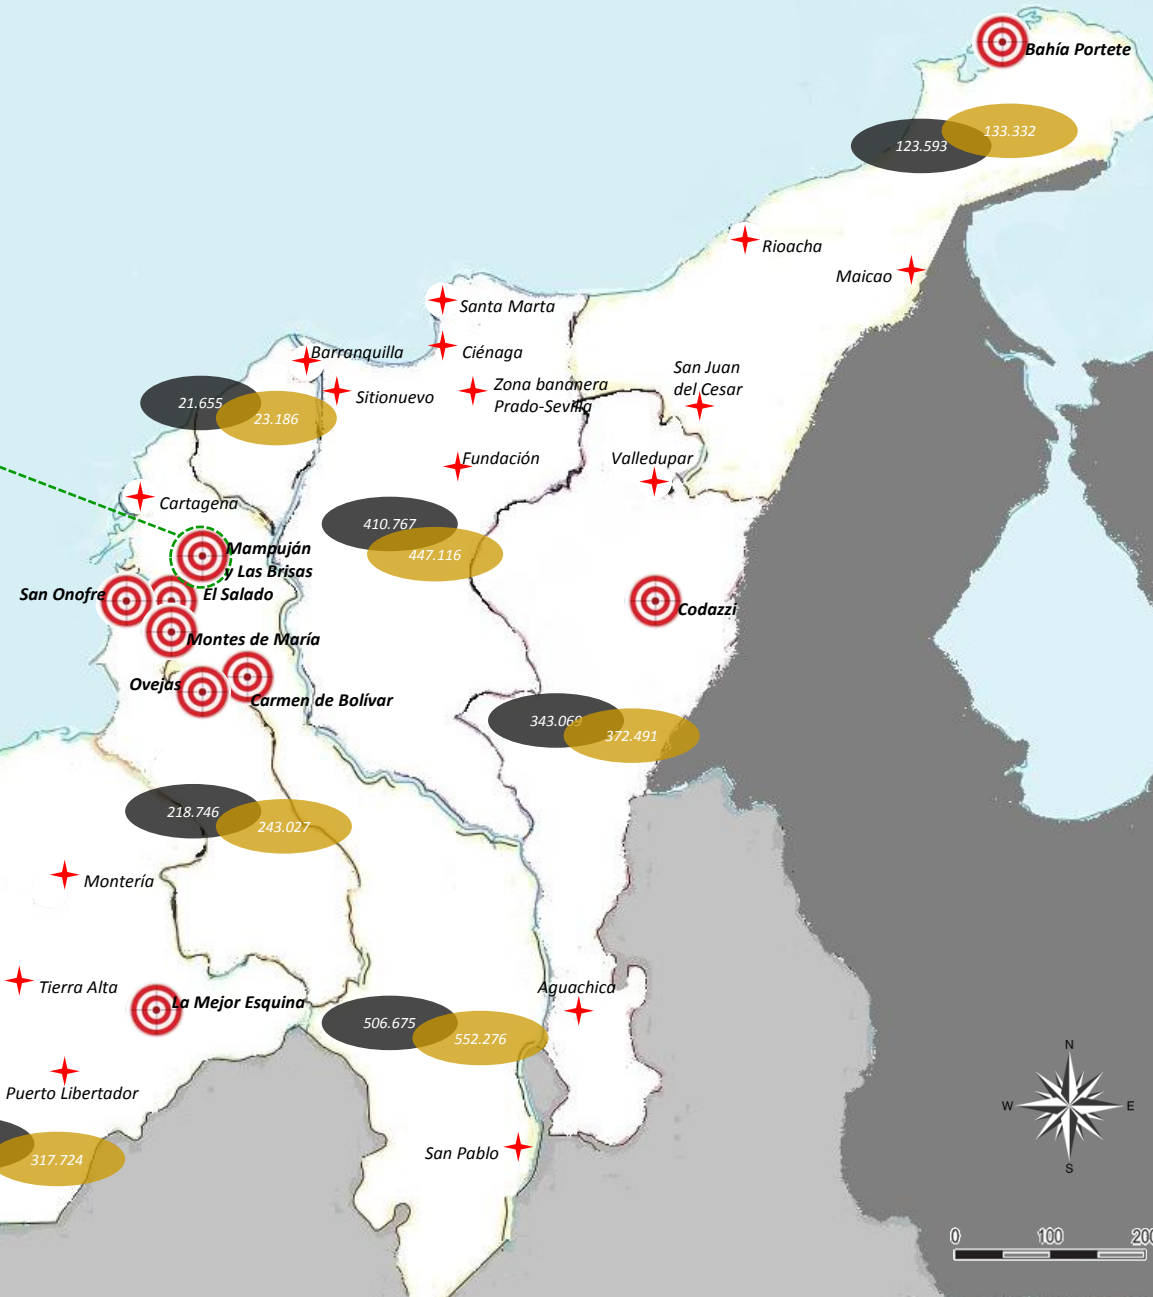 Bahía Portete
133.332
123.593
Rioacha
Maicao
Santa Marta
Ciénaga
Barranquilla
San Juan
del Cesar
Zona bananera
Prado-Sevilla
Sitionuevo
21.655
23.186
Fundación
Valledupar
Cartagena
410.767
447.116
Mampuján
y Las Brisas
San Onofre
El Salado
Codazzi
Montes de María
Ovejas
Carmen de Bolívar
343.069
372.491
218.746
243.027
Montería
Tierra Alta
Aguachica
La Mejor Esquina
506.675
552.276
Puerto Libertador
San Pablo
317.724
N
W
E
S
0
100
200